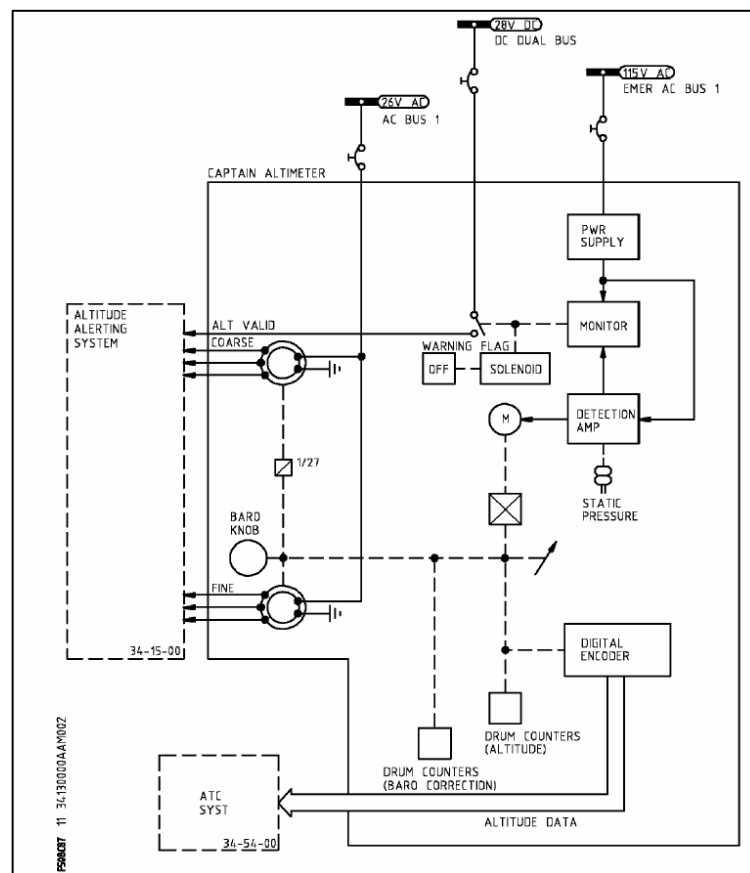 28V DC
DC DUAL BUS
115V AC
EMER AC BUS 1
26V AC
AC BUS 1
CAPTAIN ALTIMETER
PWR
SUPPLY
ALTITUDE
ALERTING
SYSTEM
ALT VALID
COARSE
WARNING FLAG
OFF
SOLENOID
MONITOR
M
DETECTION
AMP
1/27
STATIC
PRESSURE
BARD
KNOB
FINE
34-15-00
DIGITAL
ENCODER
DRUM COUNTERS
(ALTITUDE)
DRUM COUNTERS
(BARO CORRECTION)
ATC
SYST
34-54-00
ALTITUDE DATA
11 34130000AAM002